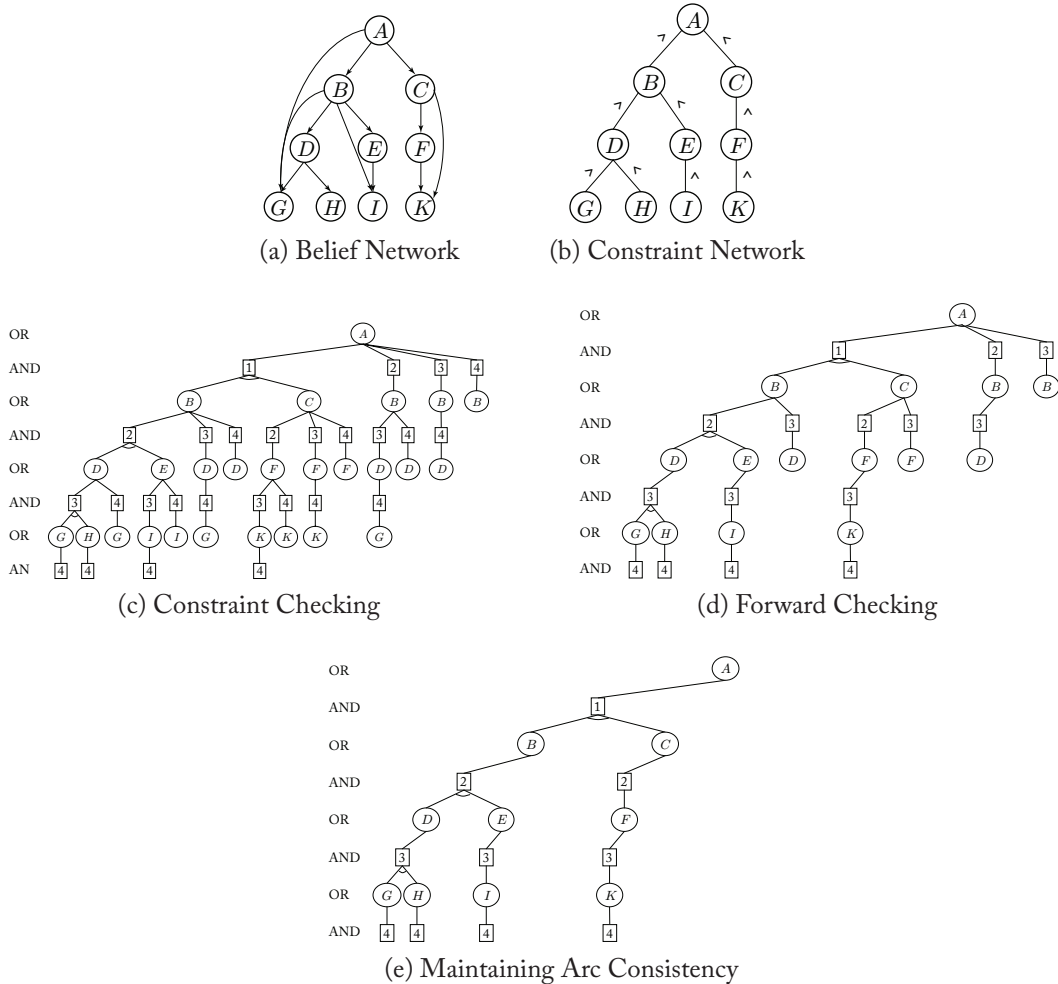 A
B C
D E F
G H I K
(a) Belief Network
A
> <
B C
> < <
D E F
> < < <
G H I K
(b) Constraint Network
OR A
AND 1 2 3 4
OR B C B B B
AND 2 3 4 2 3 4 3 4 4
OR D E D D F F F D D D
AND 3 4 3 4 4 3 4 4 4
OR G H G I I G K K K G
AN 4 4 4 4
(c) Constraint Checking
OR A
AND 1 2 3
OR B C B B
AND 2 3 2 3 3
OR D E D F F D
AND 3 3 3
OR G H I K
AND 4 4 4 4
(d) Forward Checking
OR A
AND 1
OR B C
AND 2 2
OR D E F
AND 3 3 3
OR G H I K
AND 4 4 4 4
(e) Maintaining Arc Consistency